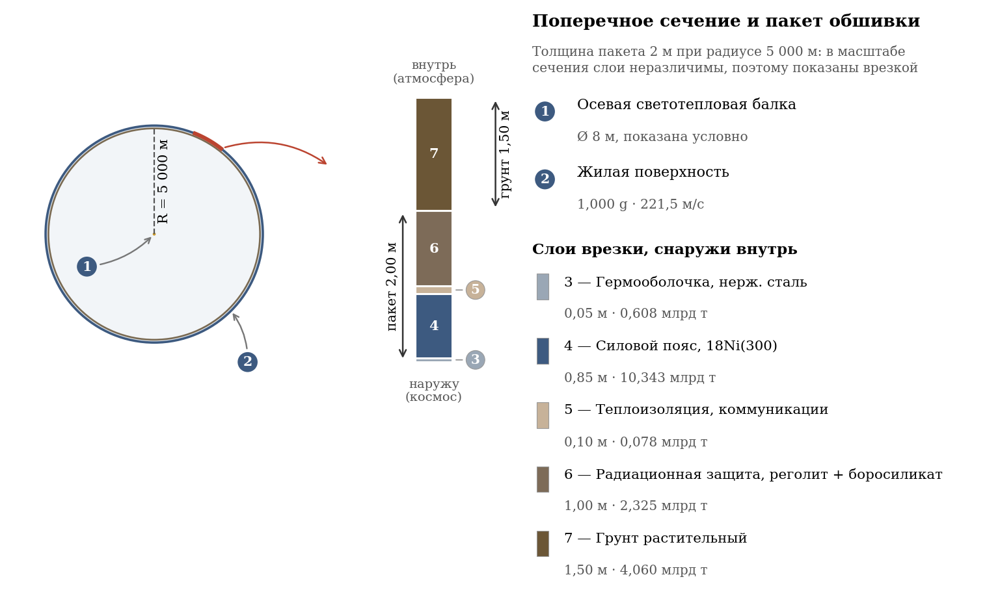 Поперечное сечение и пакет обшивки
Толщина пакета 2 м при радиусе 5 000 м: в масштабе
сечения слои неразличимы, поэтому показаны врезкой
внутрь
(атмосфера)
7
6
5
4
3
грунт 1,50 м
пакет 2,00 м
наружу
(космос)
R = 5 000 м
1
2
1
Осевая светотепловая балка
Ø 8 м, показана условно
2
Жилая поверхность
1,000 g · 221,5 м/с
Слои врезки, снаружи внутрь
3 — Гермооболочка, нерж. сталь
0,05 м · 0,608 млрд т
4 — Силовой пояс, 18Ni(300)
0,85 м · 10,343 млрд т
5 — Теплоизоляция, коммуникации
0,10 м · 0,078 млрд т
6 — Радиационная защита, реголит + боросиликат
1,00 м · 2,325 млрд т
7 — Грунт растительный
1,50 м · 4,060 млрд т